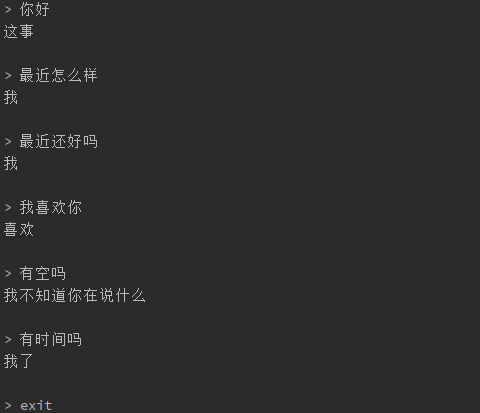 > 你好
这事
> 最近怎么样
我
> 最近还好吗
我
> 我喜欢你
喜欢
> 有空吗
我不知道你在说什么
> 有时间吗
我了
> exit